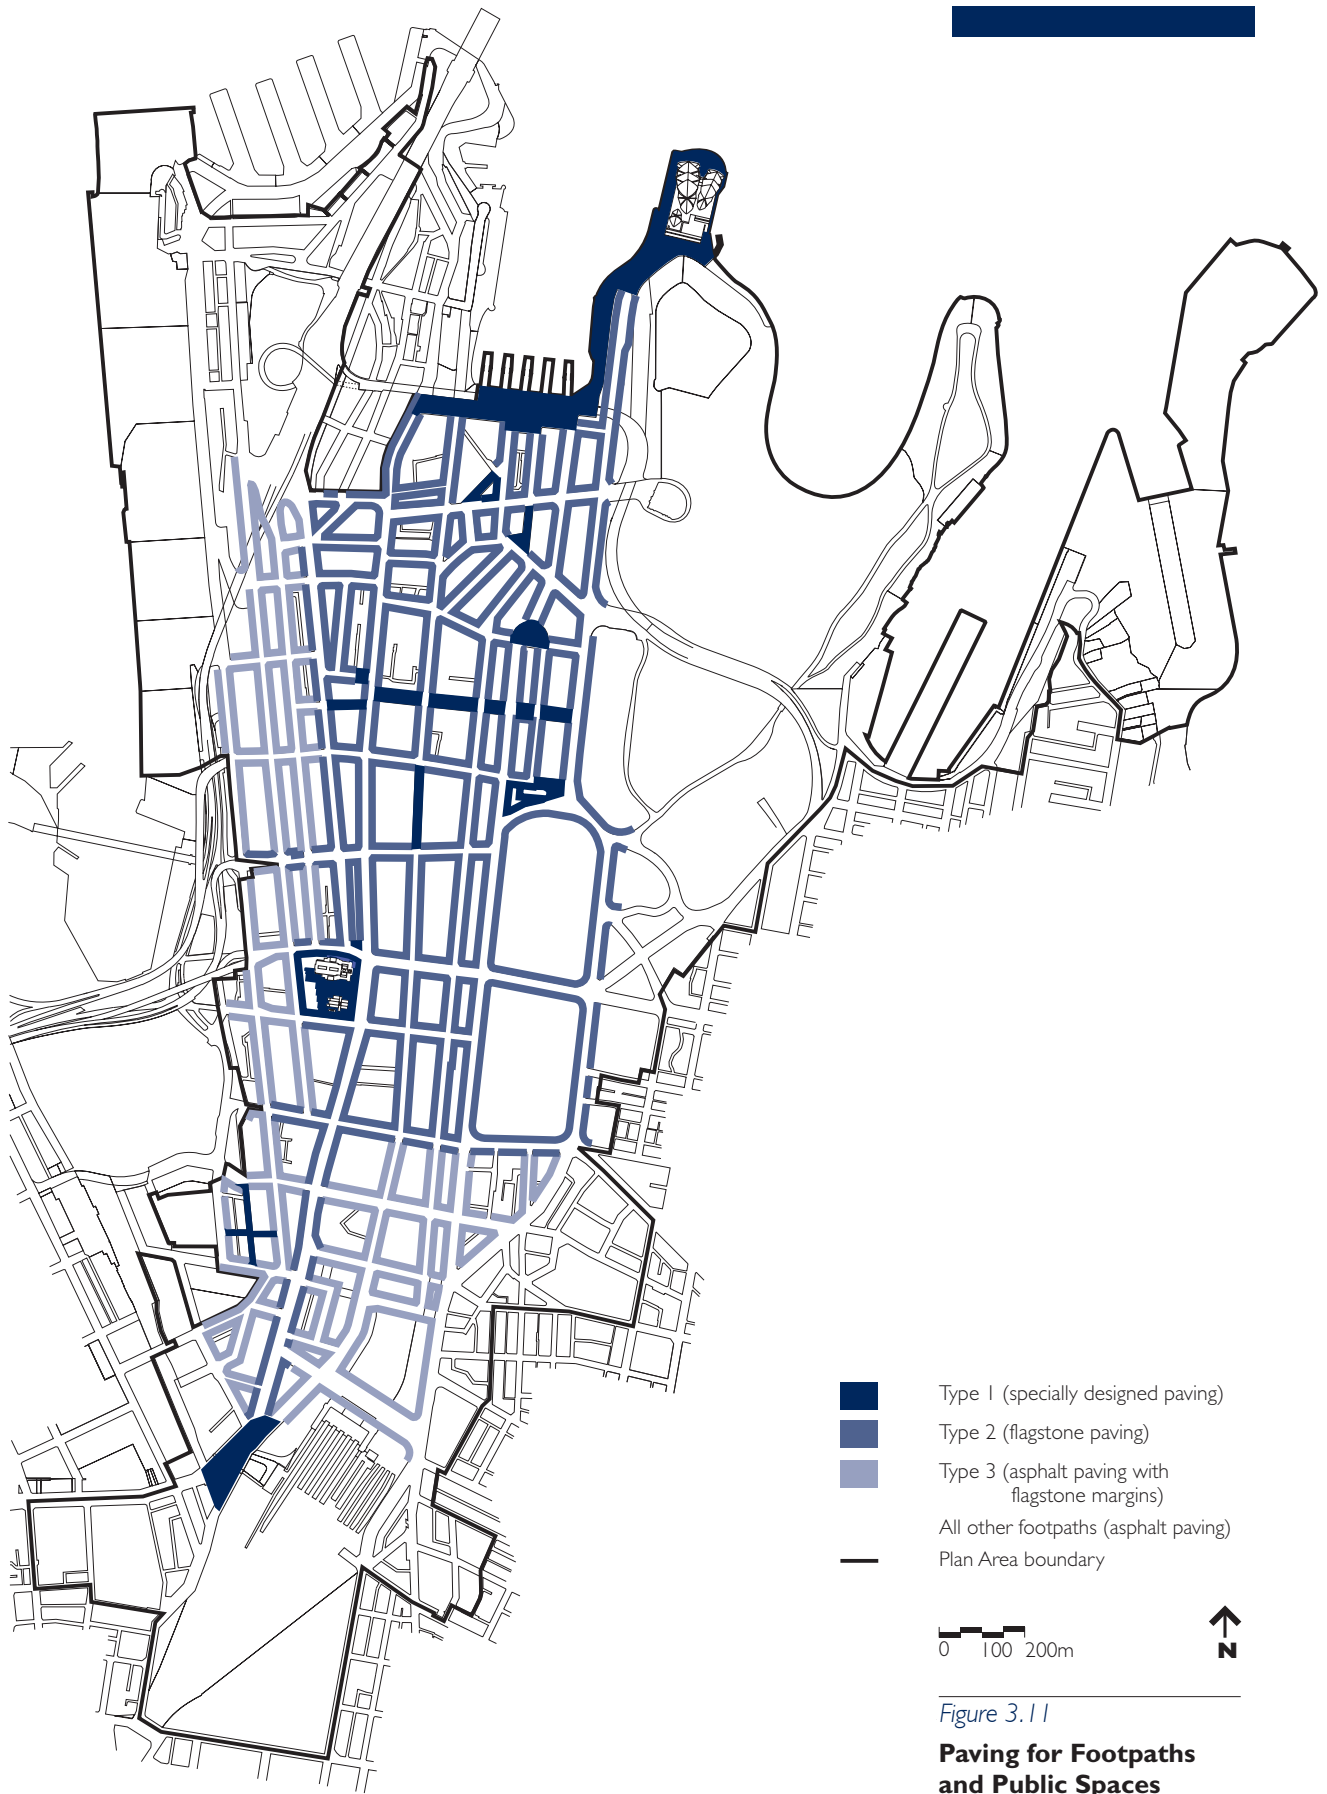 Type 1 (specially designed paving)
Type 2 (flagstone paving)
Type 3 (asphalt paving with
flagstone margins)
All other footpaths (asphalt paving)
Plan Area boundary
0 100 200m
N
Figure 3.11
Paving for Footpaths
and Public Spaces